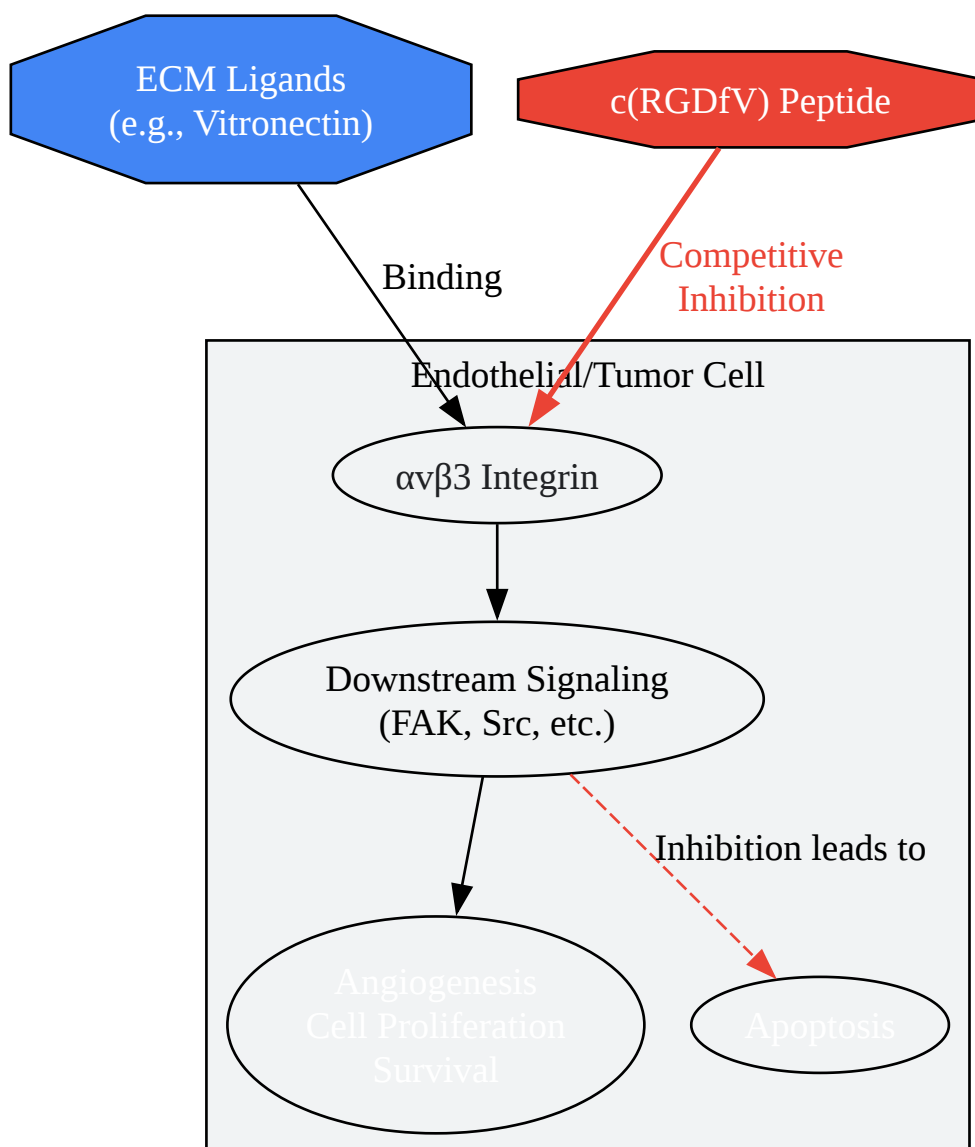 ECM Ligands
(e.g., Vitronectin)
c(RGDfV) Peptide
Binding
Competitive
Inhibition
Endothelial/Tumor Cell
αvβ3 Integrin
Downstream Signaling
(FAK, Src, etc.)
Inhibition leads to
Angiogenesis
Cell Proliferation
Survival
Apoptosis